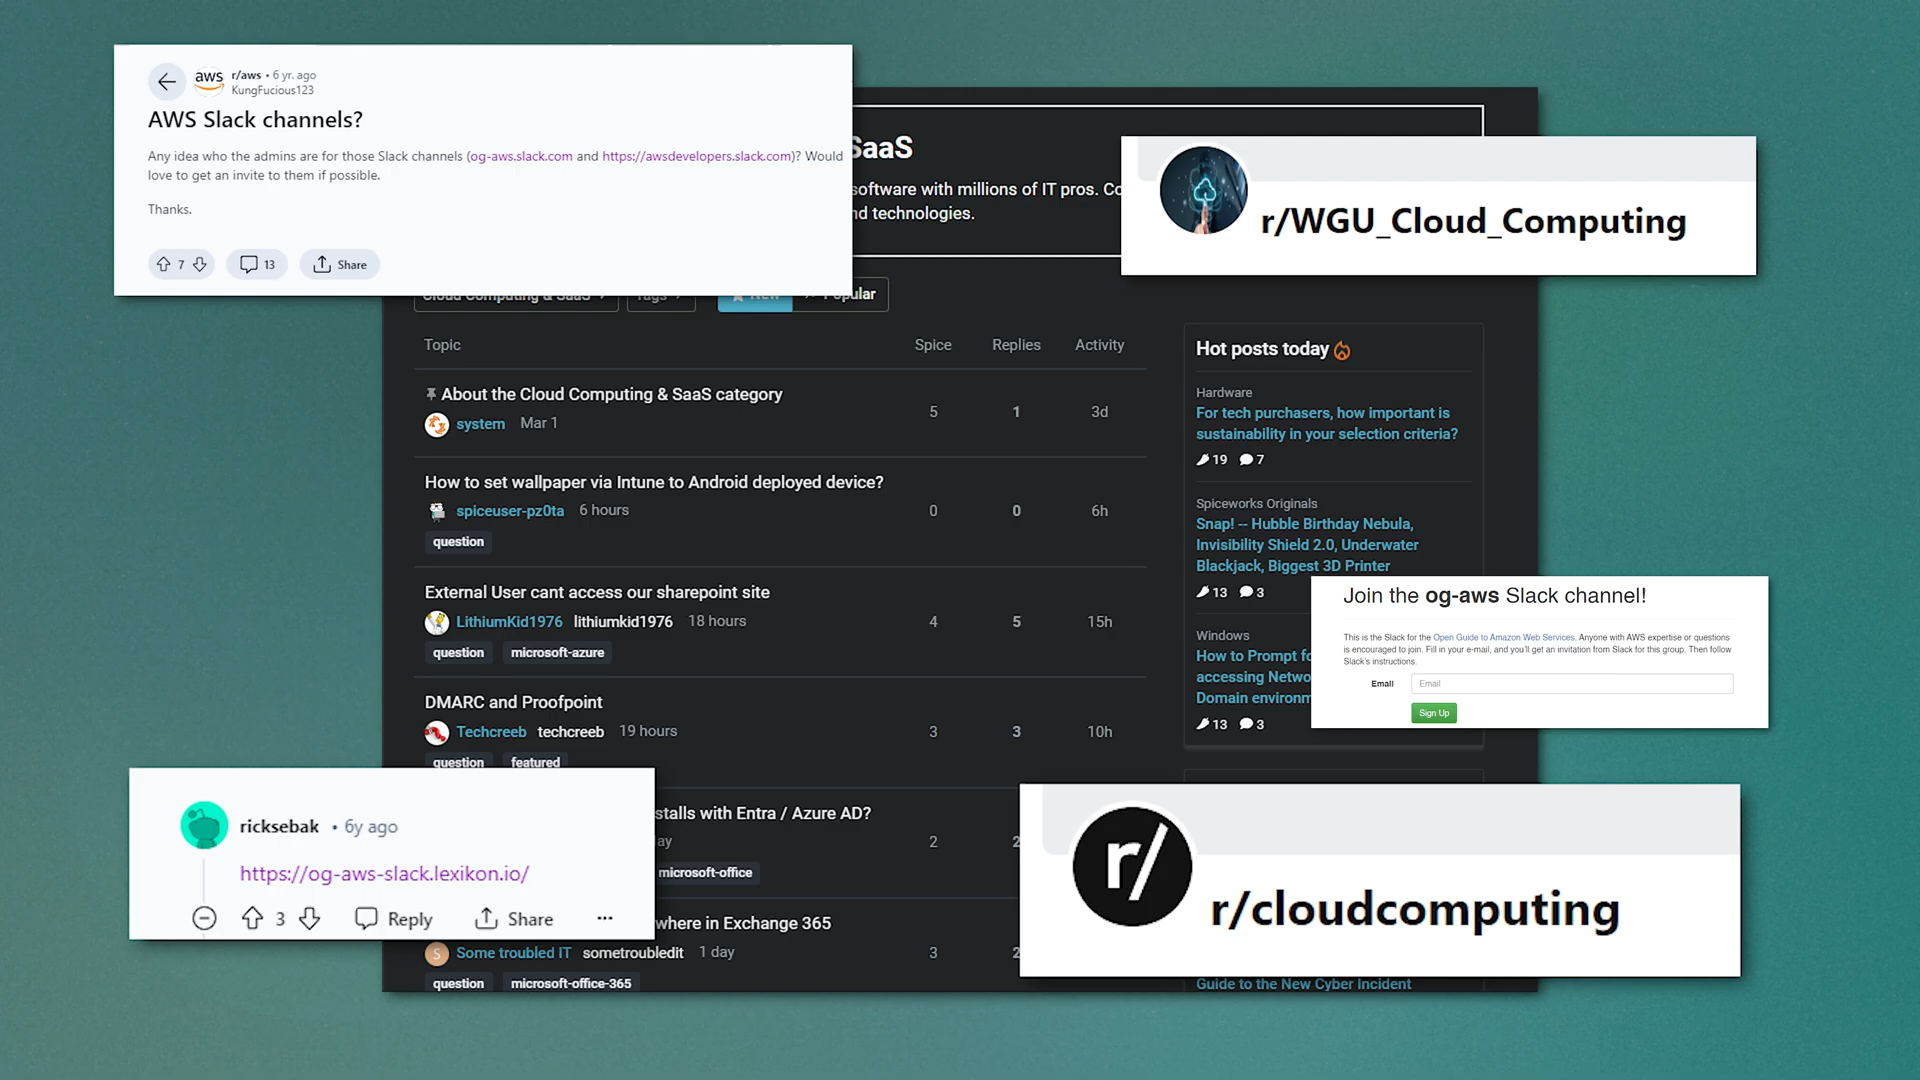 aws
r/aws • 6 yr. ago
KungFucious123
AWS Slack channels?
Any idea who the admins are for those Slack channels (og-aws.slack.com and https://awsdevelopers.slack.com)? Would
love to get an invite to them if possible.
Thanks.
7
13
Share
SaaS
software with millions of IT pros.
technologies.
r/WGU_Cloud_Computing
Cloud Computing & SaaS
Tags
New
Popular
Topic
Spice
Replies
Activity
About the Cloud Computing & SaaS category
system Mar 1
5
1
3d
How to set wallpaper via Intune to Android deployed device?
spiceuser-pz0ta 6 hours
question
0
0
6h
External User cant access our sharepoint site
LithiumKid1976 lithiumkid1976 18 hours
question microsoft-azure
4
5
15h
DMARC and Proofpoint
Techcreeb techcreeb 19 hours
question featured
3
3
10h
with Entra / Azure AD?
microsoft-office
2
2
in Exchange 365
S
Some troubled IT sometroubledit 1 day
question microsoft-office-365
3
2
Hot posts today
Hardware
For tech purchasers, how important is
sustainability in your selection criteria?
19 7
Spiceworks Originals
Snap! -- Hubble Birthday Nebula,
Invisibility Shield 2.0, Underwater
Blackjack, Biggest 3D Printer
13 3
Windows
How to Prompt
accessing
Domain
13 3
Guide to the New Cyber Incident
Join the og-aws Slack channel!
This is the Slack for the Open Guide to Amazon Web Services. Anyone with AWS expertise or questions
is encouraged to join. Fill in your e-mail, and you'll get an invitation from Slack for this group. Then follow
Slack's instructions.
Email
Email
Sign Up
ricksebak • 6y ago
https://og-aws-slack.lexikon.io/
3
Reply
Share
r/
r/cloudcomputing